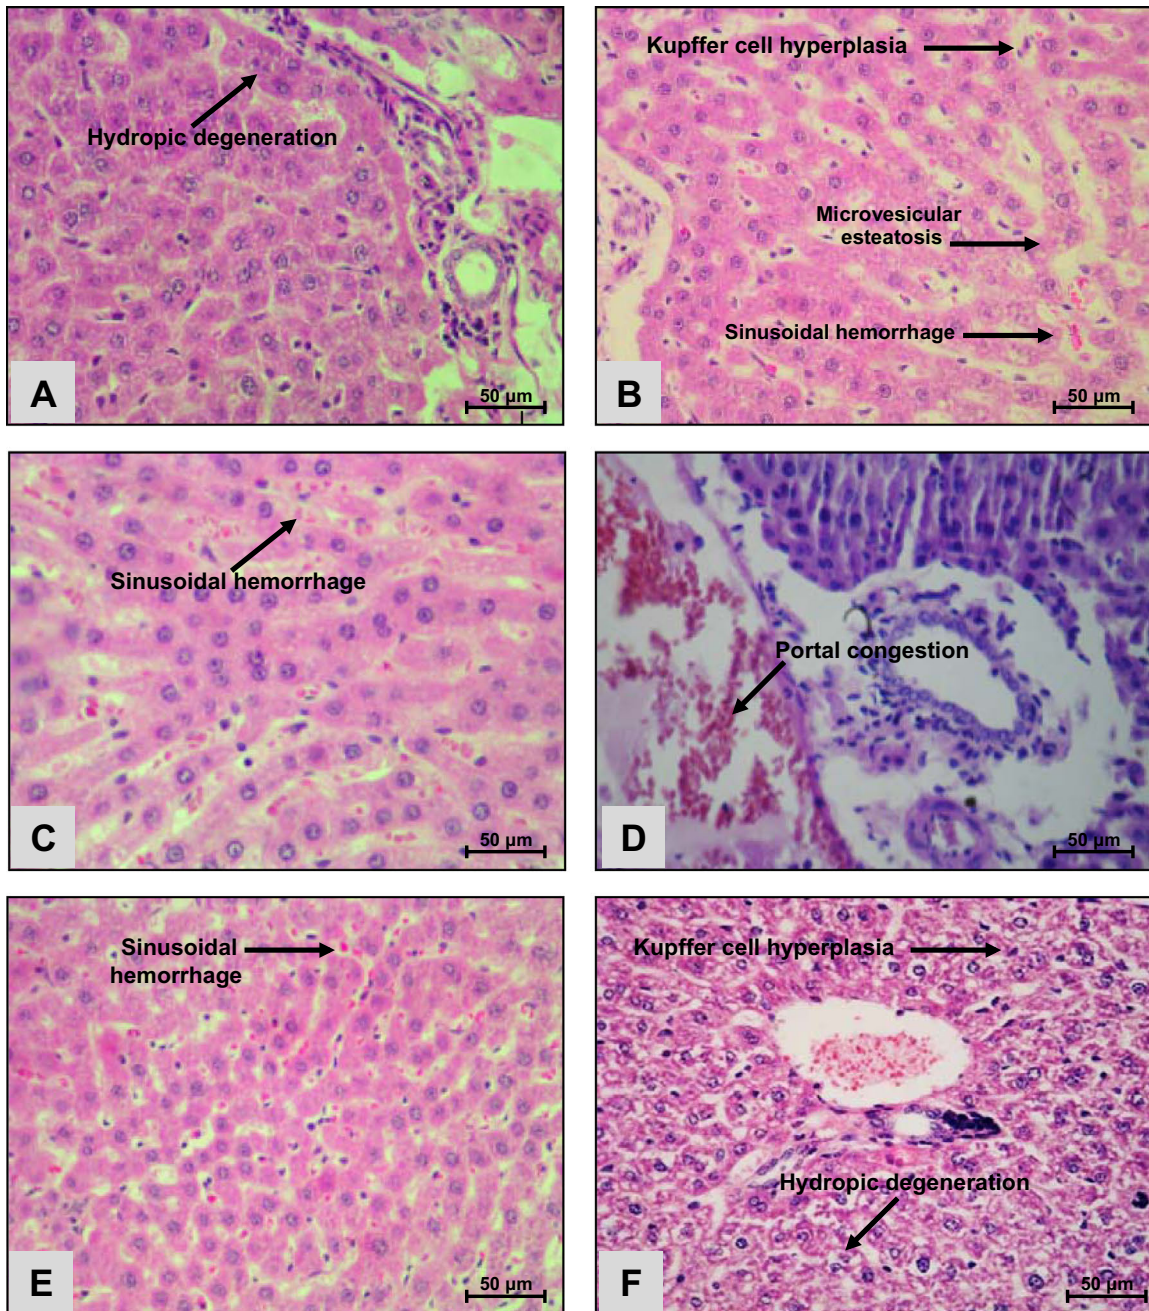 Hydropic degeneration
A
50 µm
Kupffer cell hyperplasia
Microvesicular
esteatosis
Sinusoidal hemorrhage
B
50 µm
Sinusoidal hemorrhage
C
50 µm
Portal congestion
D
50 µm
Sinusoidal
hemorrhage
E
50 µm
Kupffer cell hyperplasia
Hydropic degeneration
F
50 µm